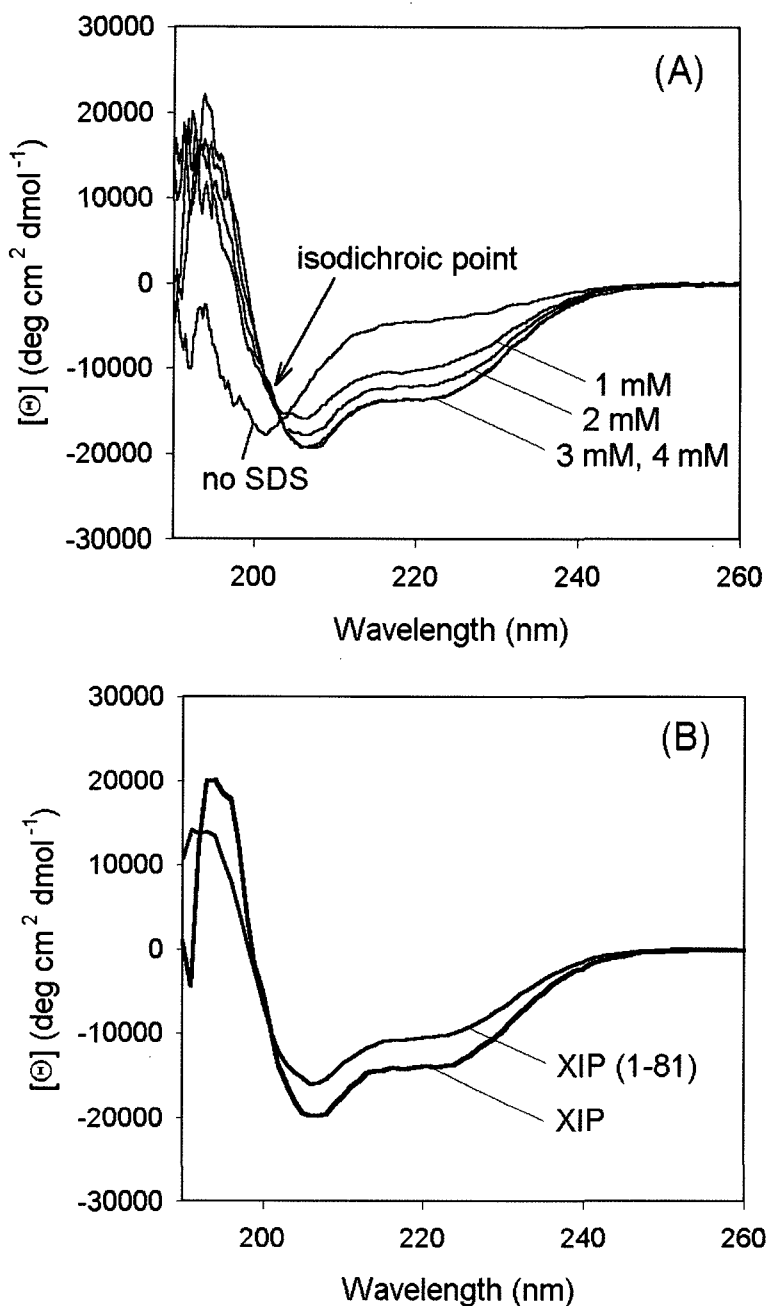 (A)
30000
20000
10000
0
-10000
-20000
-30000
[Θ] (deg cm² dmol⁻¹)
isodichroic point
1 mM
2 mM
3 mM, 4 mM
no SDS
200
220
240
260
Wavelength (nm)
(B)
30000
20000
10000
0
-10000
-20000
-30000
[Θ] (deg cm² dmol⁻¹)
XIP (1-81)
XIP
200
220
240
260
Wavelength (nm)